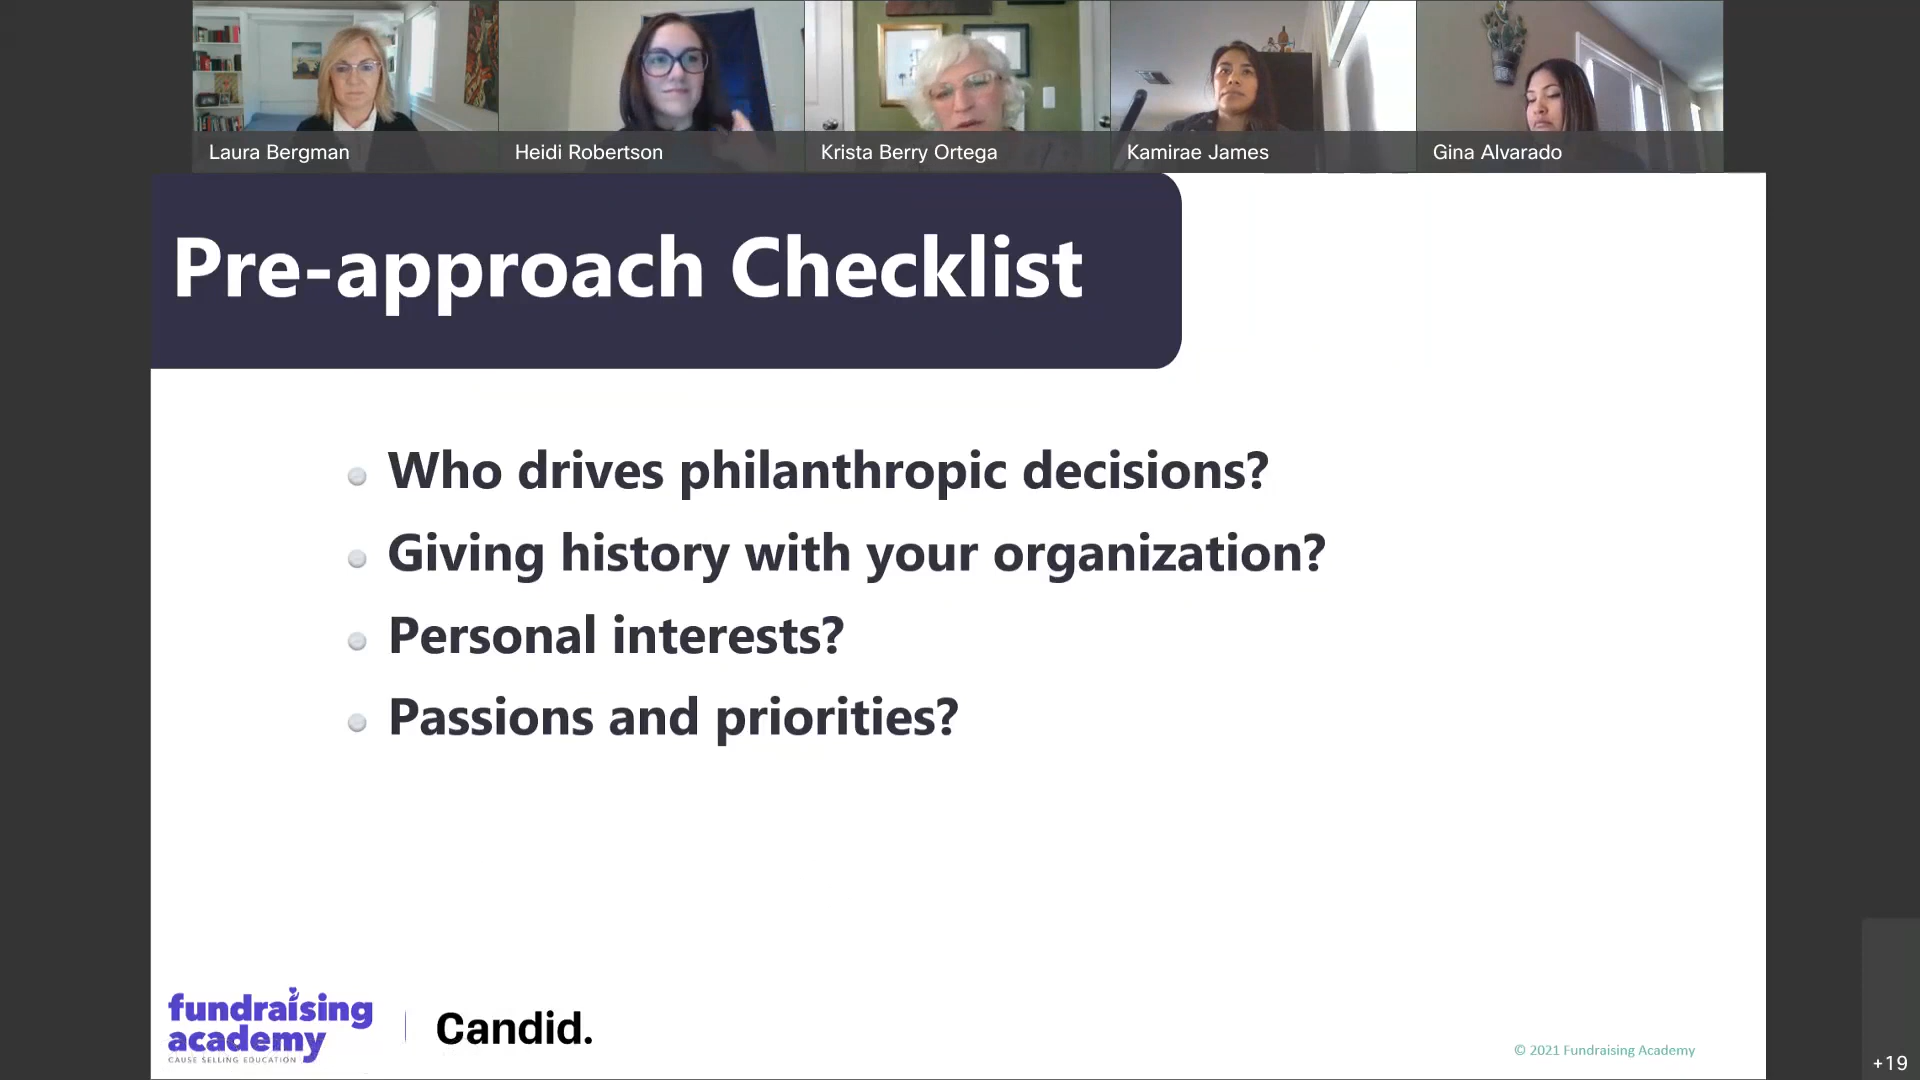 Laura Bergman
Heidi Robertson
Krista Berry Ortega
Kamirae James
Gina Alvarado
Pre-approach Checklist
Who drives philanthropic decisions?
Giving history with your organization?
Personal interests?
Passions and priorities?
fundraising
academy
CAUSE SELLING EDUCATION
Candid.
© 2021 Fundraising Academy
+19